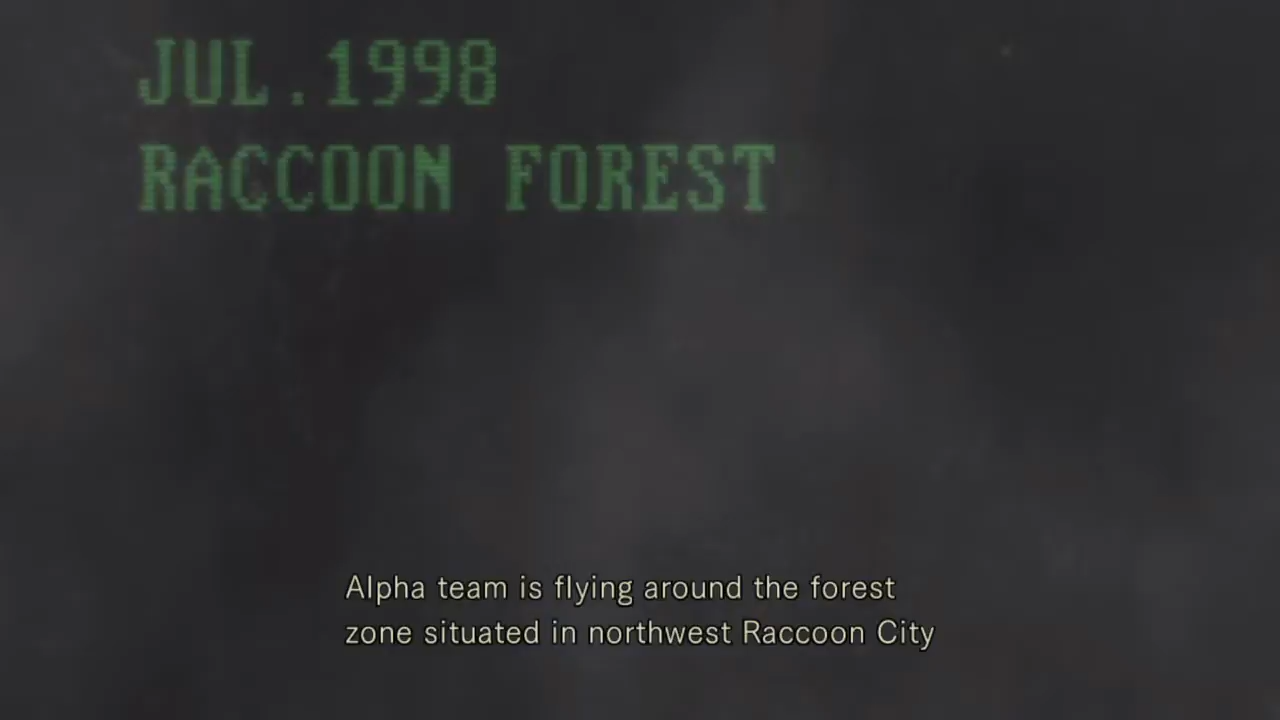 JUL.1998
RACCOON FOREST
Alpha team is flying around the forest
zone situated in northwest Raccoon City